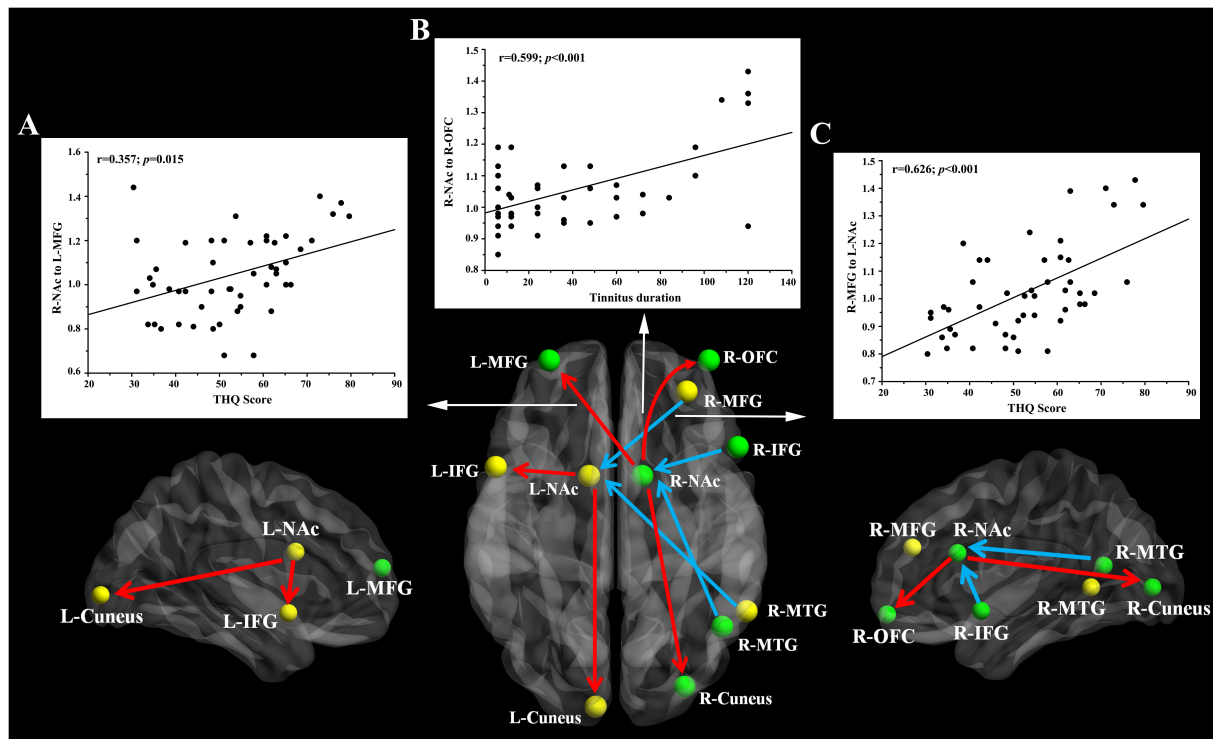 A
r=0.357; p=0.015
R-NAc to L-MFG
1.6
1.4
1.2
1.0
0.8
0.6
20
30
40
50
60
70
80
90
THQ Score
B
r=0.599; p<0.001
R-NAc to R-OFC
1.5
1.4
1.3
1.2
1.1
1.0
0.9
0.8
0
20
40
60
80
100
120
140
Tinnitus duration
C
r=0.626; p<0.001
R-MFG to L-NAc
1.5
1.4
1.3
1.2
1.1
1.0
0.9
0.8
0.7
20
30
40
50
60
70
80
90
THQ Score
L-NAc
L-MFG
L-Cuneus
L-IFG
L-MFG
R-OFC
R-MFG
R-IFG
L-IFG
L-NAc
R-NAc
R-MTG
R-MTG
R-Cuneus
L-Cuneus
R-MFG
R-NAc
R-MTG
R-MTG
R-Cuneus
R-OFC
R-IFG